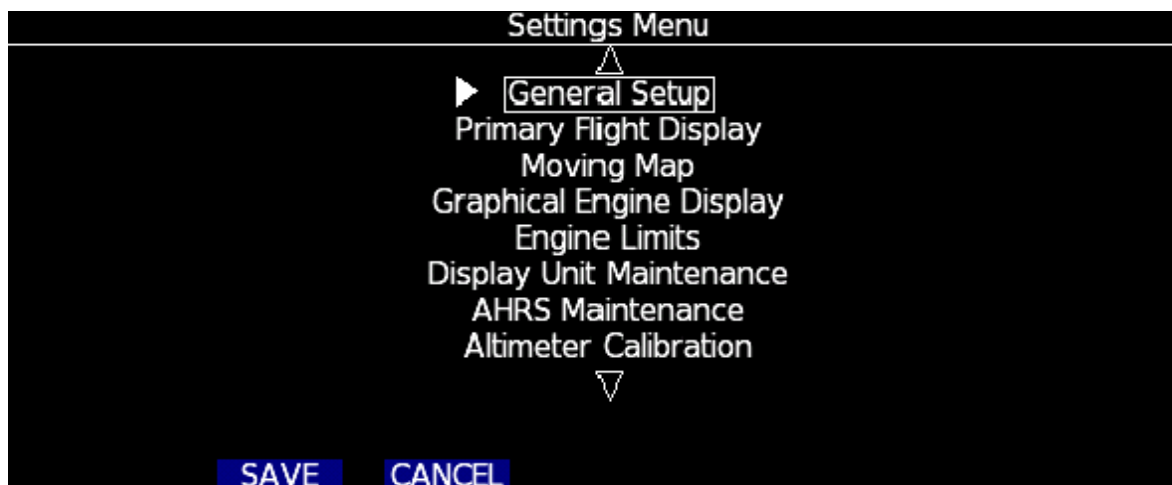 Settings Menu
General Setup
Primary Flight Display
Moving Map
Graphical Engine Display
Engine Limits
Display Unit Maintenance
AHRS Maintenance
Altimeter Calibration
SAVE CANCEL